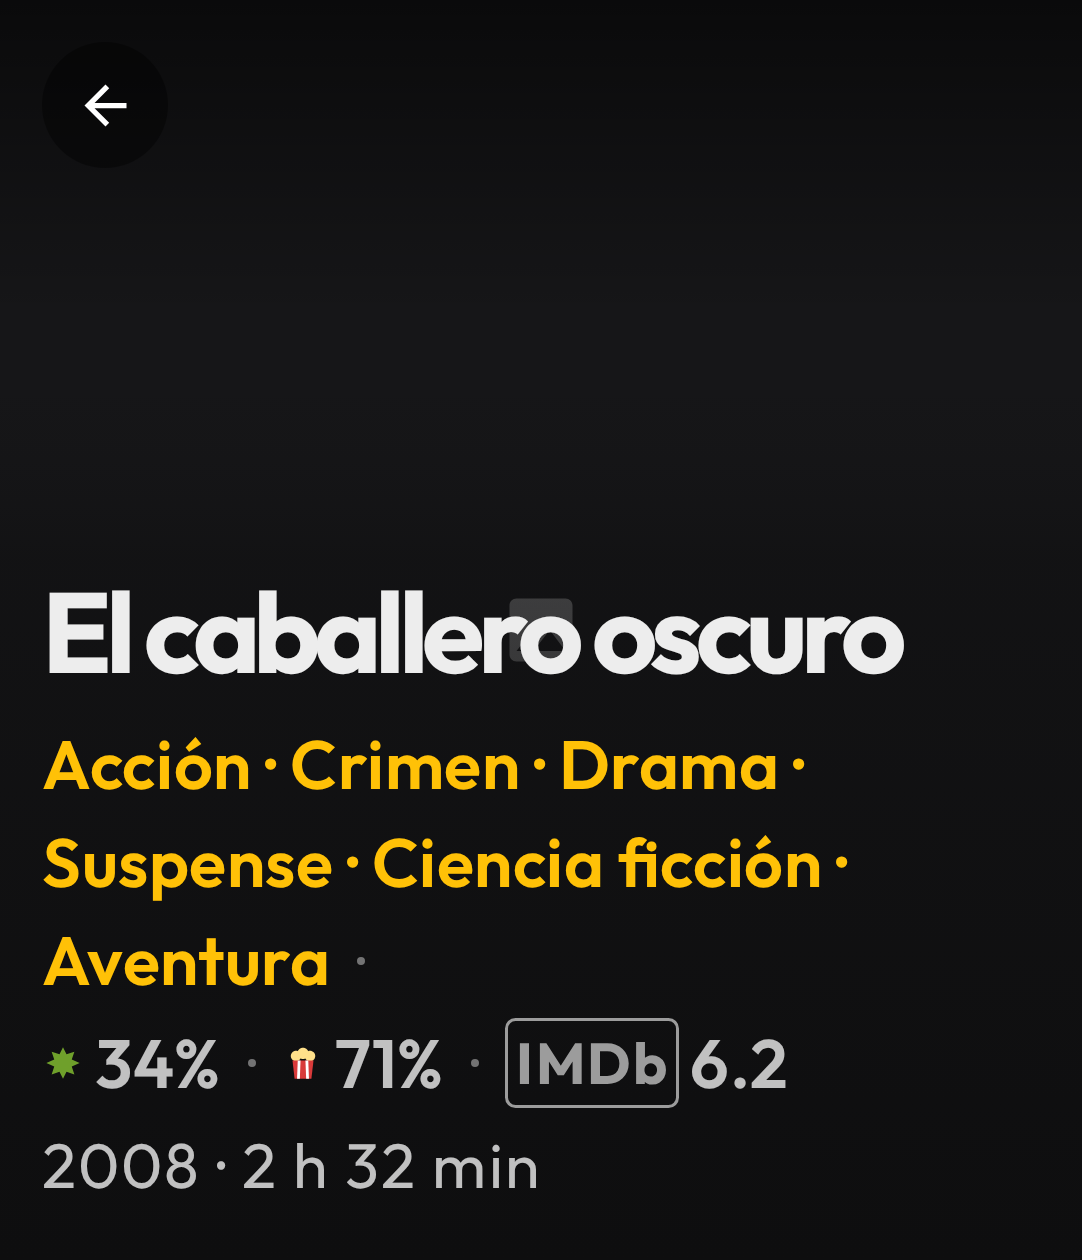 El caballero oscuro
Acción · Crimen · Drama ·
Suspense · Ciencia ficción ·
Aventura ·
34% · 71% · IMDb 6.2
2008 · 2 h 32 min